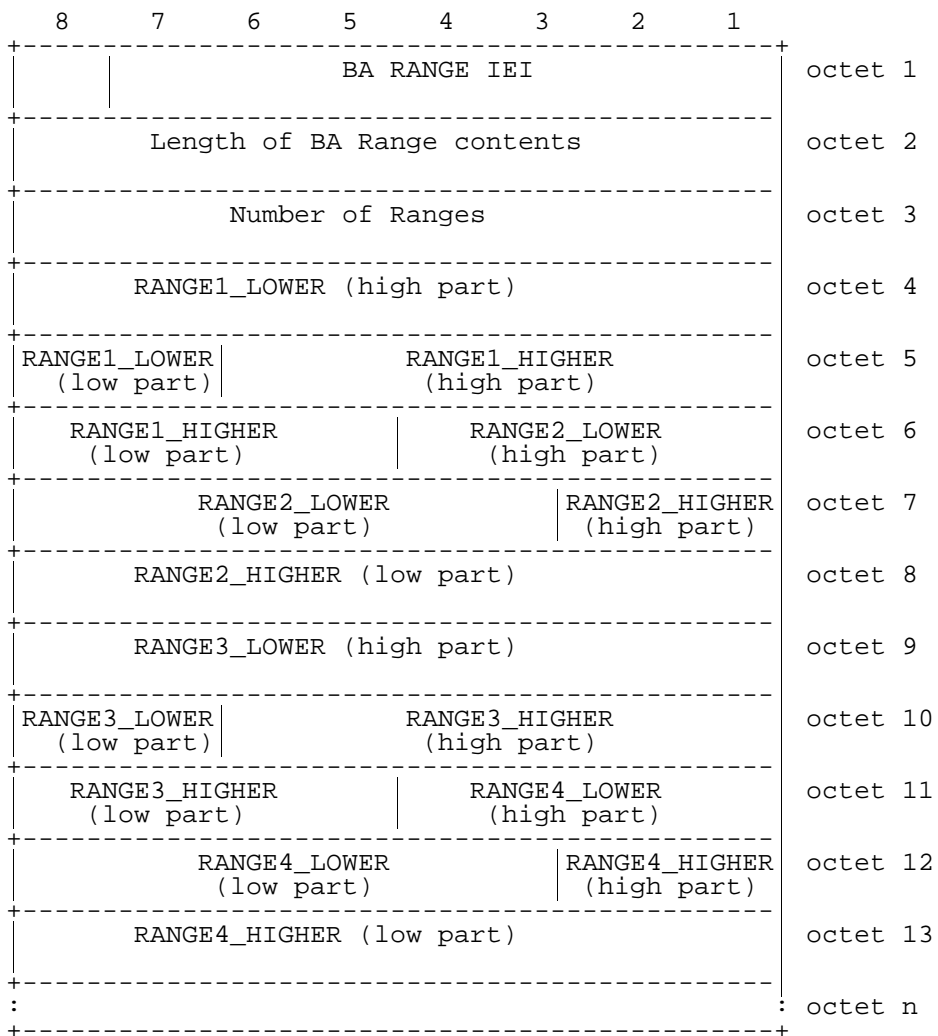 8 7 6 5 4 3 2 1
BA RANGE IEI octet 1
Length of BA Range contents octet 2
Number of Ranges octet 3
RANGE1_LOWER (high part) octet 4
RANGE1_LOWER RANGE1_HIGHER octet 5
(low part) (high part)
RANGE1_HIGHER RANGE2_LOWER octet 6
(low part) (high part)
RANGE2_LOWER RANGE2_HIGHER octet 7
(low part) (high part)
RANGE2_HIGHER (low part) octet 8
RANGE3_LOWER (high part) octet 9
RANGE3_LOWER RANGE3_HIGHER octet 10
(low part) (high part)
RANGE3_HIGHER RANGE4_LOWER octet 11
(low part) (high part)
RANGE4_LOWER RANGE4_HIGHER octet 12
(low part) (high part)
RANGE4_HIGHER (low part) octet 13
: : octet n